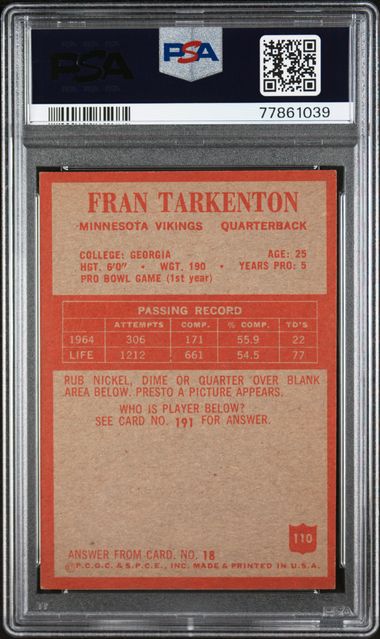 PSA
PSA
77861039
FRAN TARKENTON
MINNESOTA VIKINGS QUARTERBACK
COLLEGE: GEORGIA AGE: 25
HGT. 6'0" • WGT. 190 • YEARS PRO: 5
PRO BOWL GAME (1st year)
PASSING RECORD
ATTEMPTS COMP. % COMP. TD'S
1964 306 171 55.9 22
LIFE 1212 661 54.5 77
RUB NICKEL, DIME OR QUARTER OVER BLANK
AREA BELOW. PRESTO A PICTURE APPEARS.
WHO IS PLAYER BELOW?
SEE CARD NO. 191 FOR ANSWER.
110
ANSWER FROM CARD. NO. 18
©P.C.G.C. & S.P.C.E., INC. MADE & PRINTED IN U.S.A.